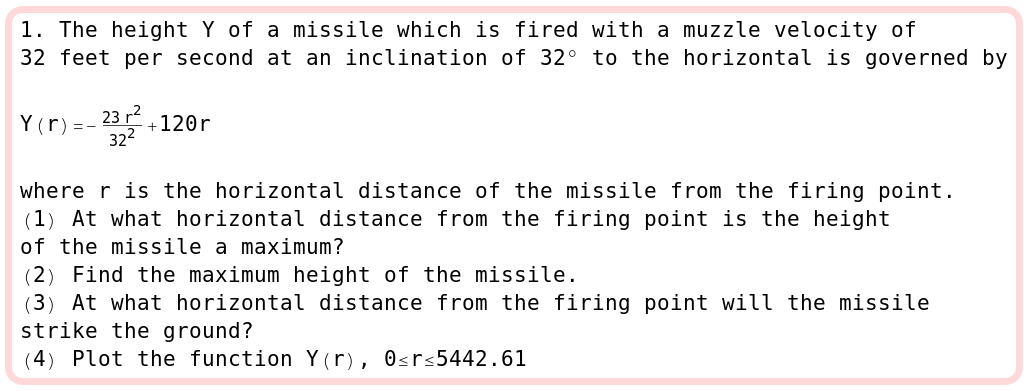 1. The height Y of a missile which is fired with a muzzle velocity of
32 feet per second at an inclination of 32° to the horizontal is governed by
Y(r)=-\frac{23 r^2}{32^2}+120r
where r is the horizontal distance of the missile from the firing point.
(1) At what horizontal distance from the firing point is the height
of the missile a maximum?
(2) Find the maximum height of the missile.
(3) At what horizontal distance from the firing point will the missile
strike the ground?
(4) Plot the function Y(r), 0≤r≤5442.61